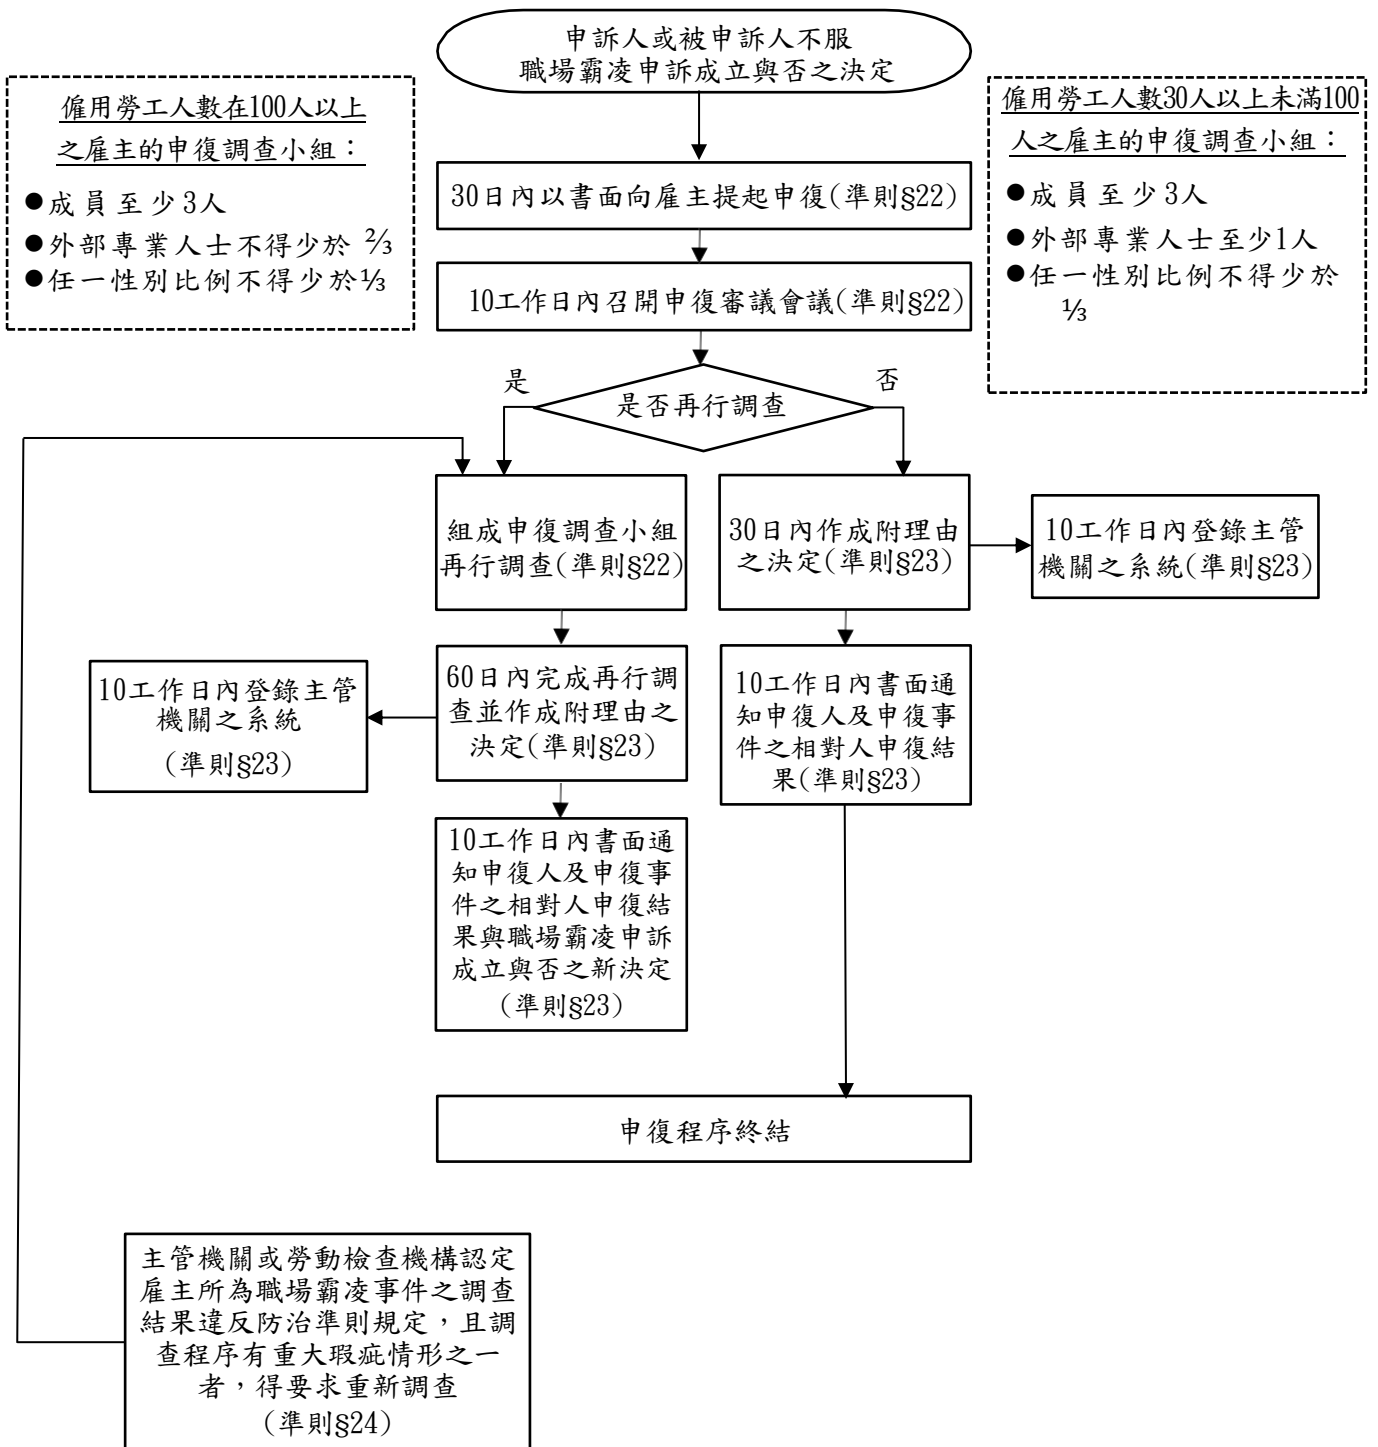 申訴人或被申訴人不服
職場霸凌申訴成立與否之決定
僱用勞工人數在100人以上
之雇主的申復調查小組：
●成員至少3人
●外部專業人士不得少於 ⅔
●任一性別比例不得少於⅓
僱用勞工人數30人以上未滿100
人之雇主的申復調查小組：
●成員至少3人
●外部專業人士至少1人
●任一性別比例不得少於
⅓
30日內以書面向雇主提起申復(準則§22)
10工作日內召開申復審議會議(準則§22)
是
否
是否再行調查
組成申復調查小組
再行調查(準則§22)
30日內作成附理由
之決定(準則§23)
10工作日內登錄主管
機關之系統(準則§23)
10工作日內登錄主管
機關之系統
(準則§23)
60日內完成再行調
查並作成附理由之
決定(準則§23)
10工作日內書面通
知申復人及申復事
件之相對人申復結
果(準則§23)
10工作日內書面通
知申復人及申復事
件之相對人申復結
果與職場霸凌申訴
成立與否之新決定
(準則§23)
申復程序終結
主管機關或勞動檢查機構認定
雇主所為職場霸凌事件之調查
結果違反防治準則規定，且調
查程序有重大瑕疵情形之一
者，得要求重新調查
(準則§24)